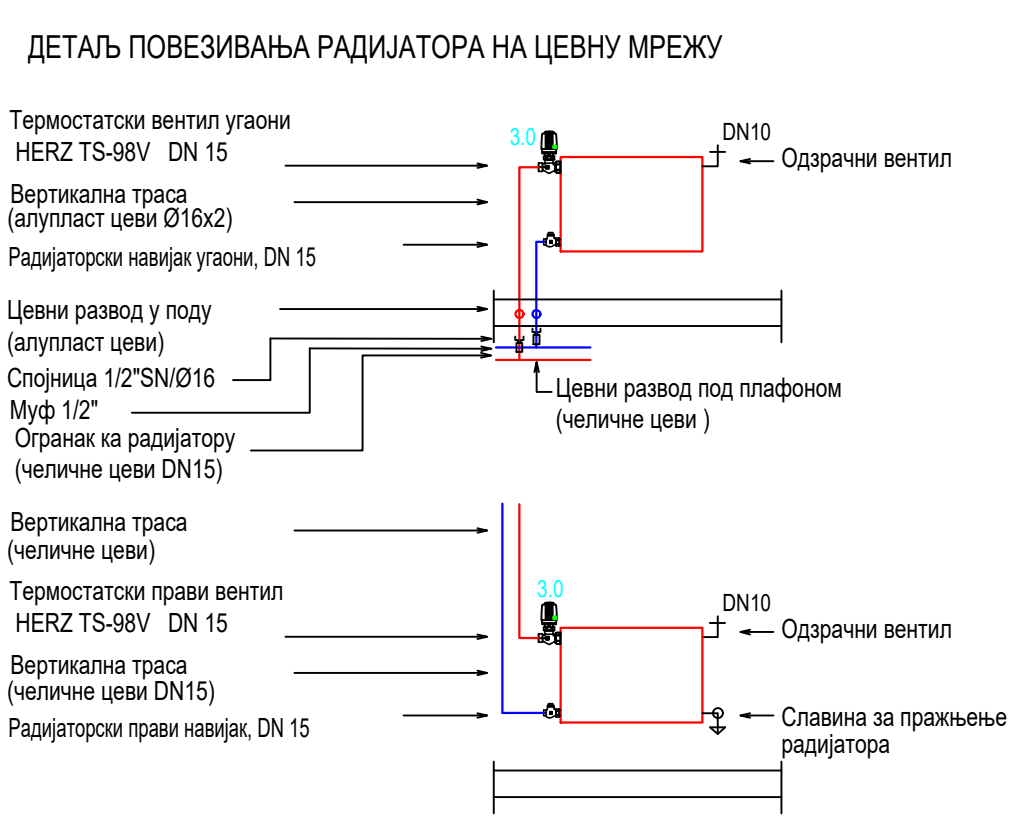 ДЕТАЉ ПОВЕЗИВАЊА РАДИЈАТОРА НА ЦЕВНУ МРЕЖУ
Термостатски вентил угаони
HERZ TS-98V DN 15
Вертикална траса
(алупласт цеви Ø16x2)
Радијаторски навијак угаони, DN 15
Цевни развод у поду
(алупласт цеви)
Спојница 1/2"SN/Ø16
Муф 1/2"
Огранак ка радијатору
(челичне цеви DN15)
3.0
DN10
Одзрачни вентил
Цевни развод под плафоном
(челичне цеви )
Вертикална траса
(челичне цеви)
Термостатски прави вентил
HERZ TS-98V DN 15
Вертикална траса
(челичне цеви DN15)
Радијаторски прави навијак, DN 15
3.0
DN10
Одзрачни вентил
Славина за пражњење
радијатора